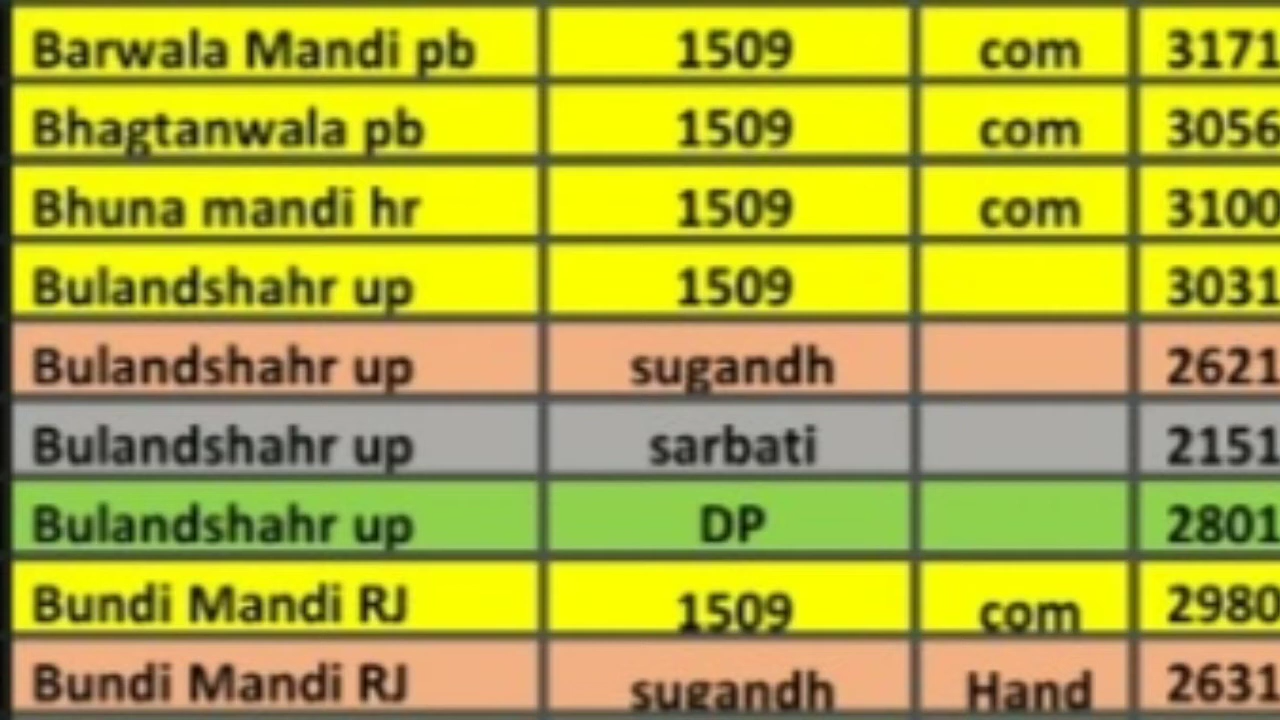 Barwala Mandi pb 1509 com 3171
Bhagtanwala pb 1509 com 3056
Bhuna mandi hr 1509 com 3100
Bulandshahr up 1509 3031
Bulandshahr up sugandh 2621
Bulandshahr up sarbati 2151
Bulandshahr up DP 2801
Bundi Mandi RJ 1509 com 2980
Bundi Mandi RJ sugandh Hand 2631